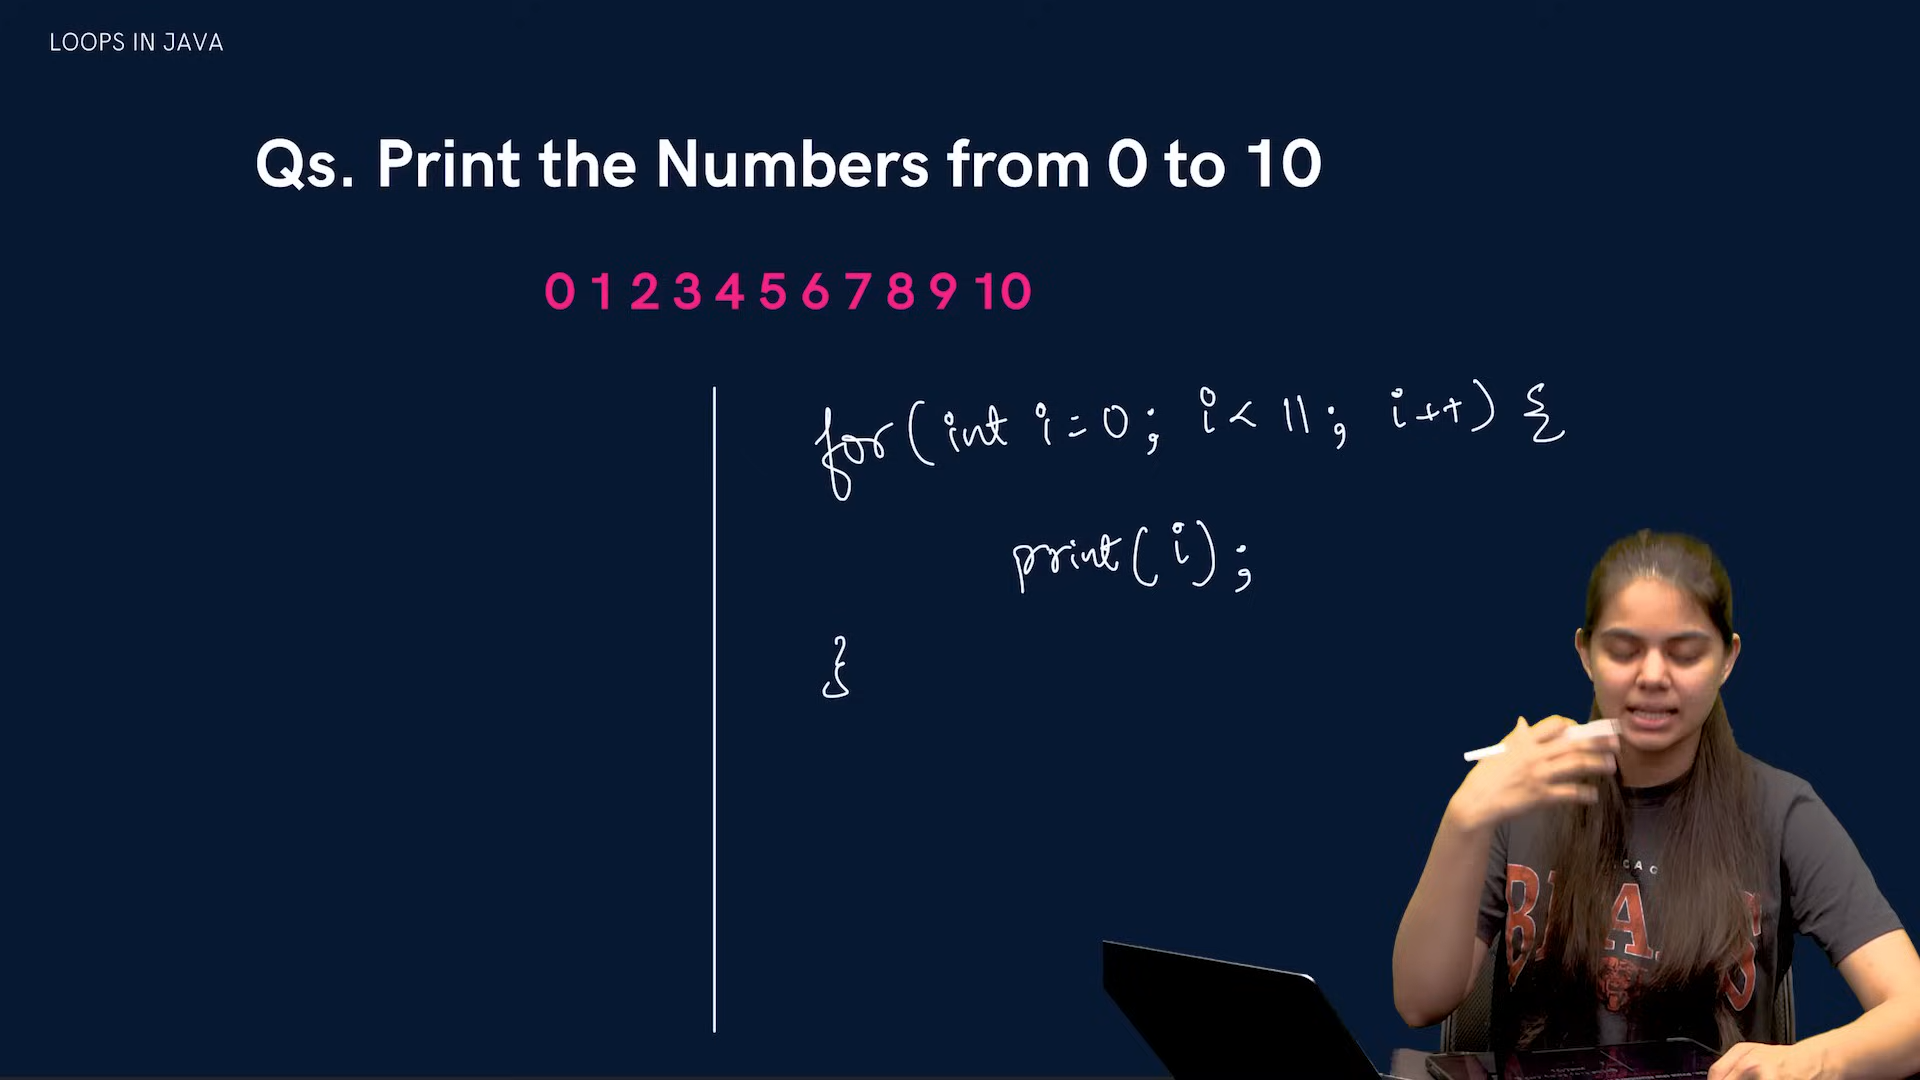 LOOPS IN JAVA
Qs. Print the Numbers from 0 to 10
0 1 2 3 4 5 6 7 8 9 10
for(int i=0; i<11; i++) {
print(i);
}